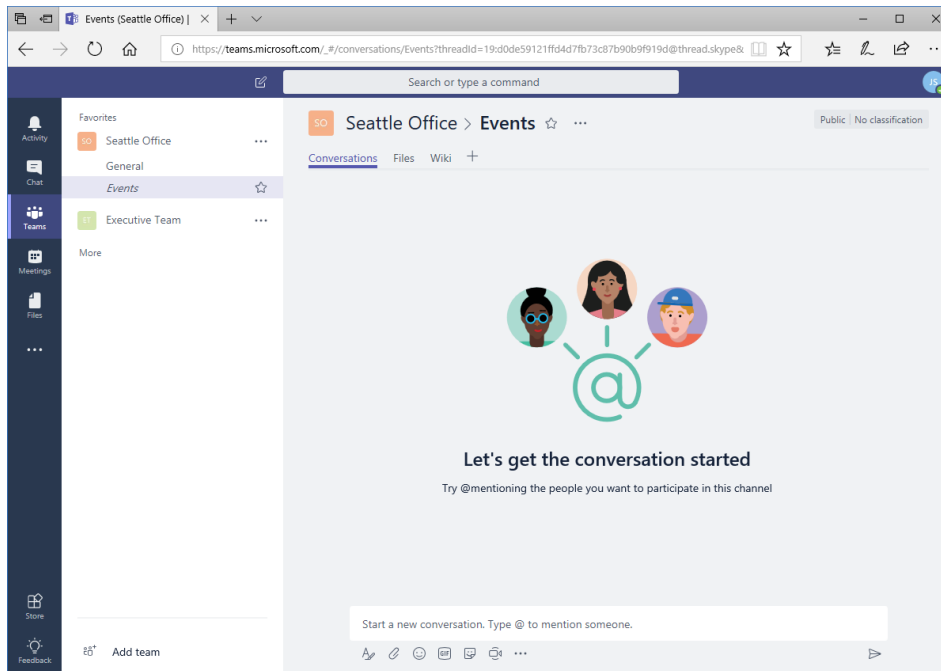 Events (Seattle Office) |
https://teams.microsoft.com/_#/conversations/Events?threadId=19:d0de59121ffd4d7fb73c87b90b9f919d@thread.skype&
Search or type a command
JS
Activity
Chat
Teams
Meetings
Files
Store
Feedback
Favorites
SO Seattle Office
General
Events
ET Executive Team
More
Add team
SO Seattle Office > Events
Public | No classification
Conversations Files Wiki
@
Let's get the conversation started
Try @mentioning the people you want to participate in this channel
Start a new conversation. Type @ to mention someone.
GIF